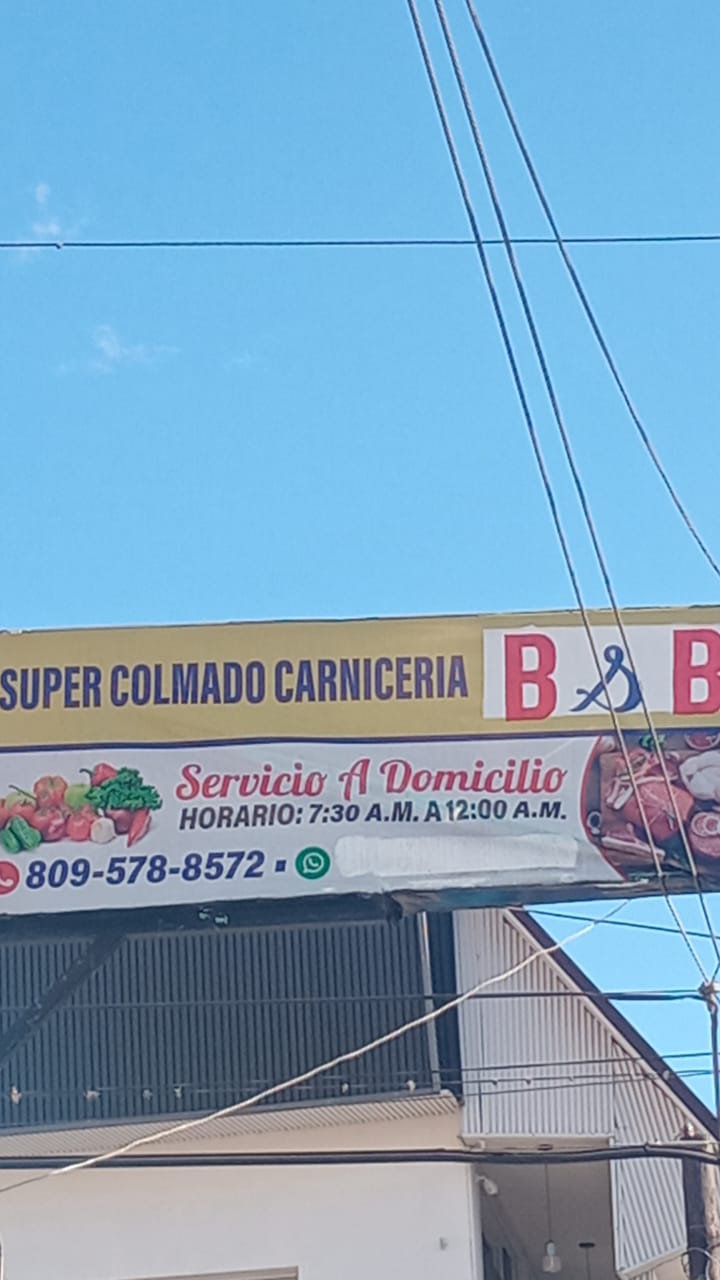 SUPER COLMADO CARNICERIA B & B
Servicio A Domicilio
HORARIO: 7:30 A.M. A 12:00 A.M.
809-578-8572